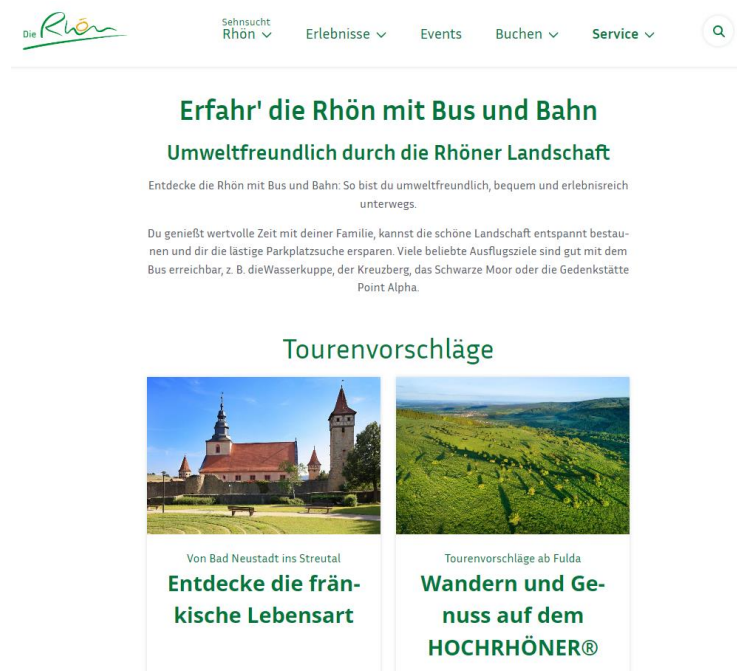 Die Rhön
Sehnsucht
Rhön
Erlebnisse
Events
Buchen
Service
Erfahr' die Rhön mit Bus und Bahn
Umweltfreundlich durch die Rhöner Landschaft
Entdecke die Rhön mit Bus und Bahn: So bist du umweltfreundlich, bequem und erlebnisreich
unterwegs.
Du genießt wertvolle Zeit mit deiner Familie, kannst die schöne Landschaft entspannt bestau-
nen und dir die lästige Parkplatzsuche ersparen. Viele beliebte Ausflugsziele sind gut mit dem
Bus erreichbar, z. B. dieWasserkuppe, der Kreuzberg, das Schwarze Moor oder die Gedenkstätte
Point Alpha.
Tourenvorschläge
Von Bad Neustadt ins Streutal
Entdecke die frän-
kische Lebensart
Tourenvorschläge ab Fulda
Wandern und Ge-
nuss auf dem
HOCHRHÖNER®